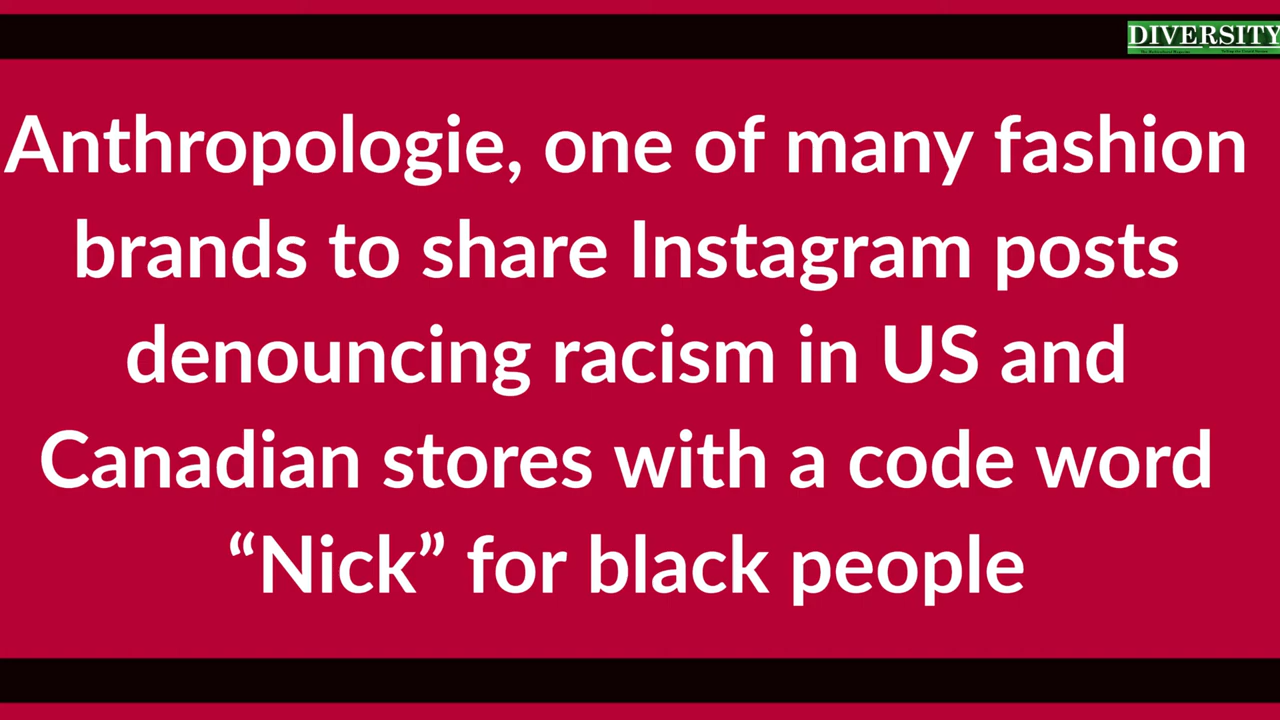 DIVERSITY
Anthropologie, one of many fashion
brands to share Instagram posts
denouncing racism in US and
Canadian stores with a code word
“Nick” for black people